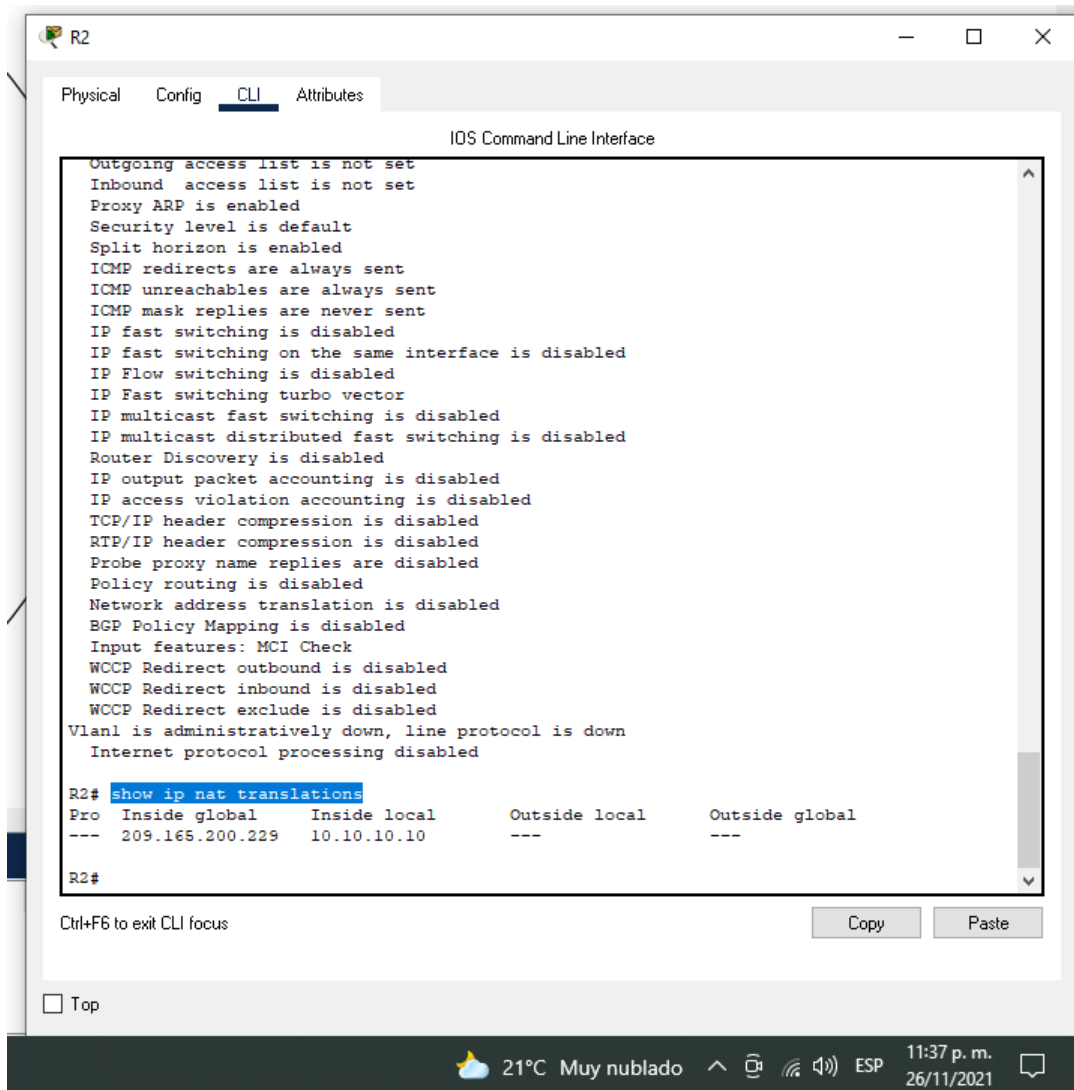 R2
Physical Config CLI Attributes
IOS Command Line Interface
Outgoing access list is not set
Inbound  access list is not set
Proxy ARP is enabled
Security level is default
Split horizon is enabled
ICMP redirects are always sent
ICMP unreachables are always sent
ICMP mask replies are never sent
IP fast switching is disabled
IP fast switching on the same interface is disabled
IP Flow switching is disabled
IP Fast switching turbo vector
IP multicast fast switching is disabled
IP multicast distributed fast switching is disabled
Router Discovery is disabled
IP output packet accounting is disabled
IP access violation accounting is disabled
TCP/IP header compression is disabled
RTP/IP header compression is disabled
Probe proxy name replies are disabled
Policy routing is disabled
Network address translation is disabled
BGP Policy Mapping is disabled
Input features: MCI Check
WCCP Redirect outbound is disabled
WCCP Redirect inbound is disabled
WCCP Redirect exclude is disabled
Vlan1 is administratively down, line protocol is down
Internet protocol processing disabled
R2# show ip nat translations
Pro  Inside global     Inside local       Outside local      Outside global
---  209.165.200.229   10.10.10.10        ---                ---
R2#
Ctrl+F6 to exit CLI focus
Copy Paste
Top
21°C Muy nublado ESP 11:37 p. m.
26/11/2021